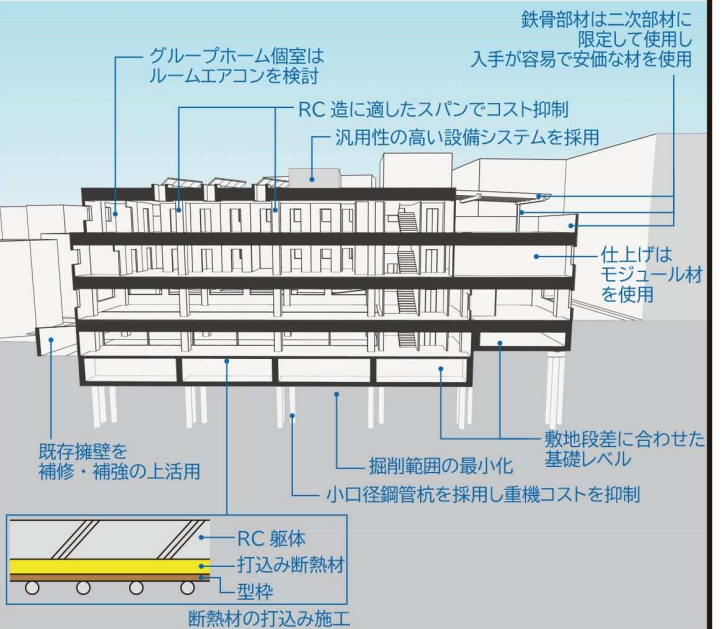 鉄骨部材は二次部材に
限定して使用し
入手が容易で安価な材を使用
グループホーム個室は
ルームエアコンを検討
RC 造に適したスパンでコスト抑制
汎用性の高い設備システムを採用
仕上げは
モジュール材
を使用
既存擁壁を
補修・補強の上活用
掘削範囲の最小化
敷地段差に合わせた
基礎レベル
小口径鋼管杭を採用し重機コストを抑制
RC 躯体
打込み断熱材
型枠
断熱材の打込み施工